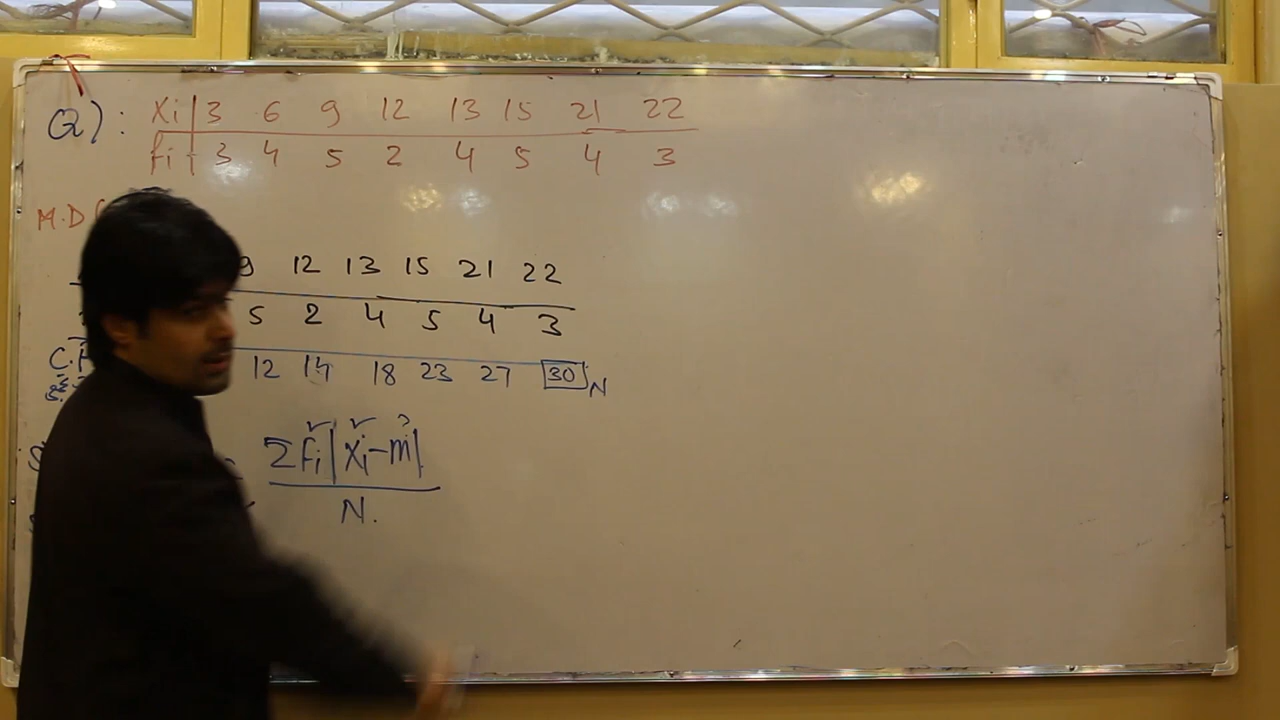 Q) : xi | 3 6 9 12 13 15 21 22
fi | 3 4 5 2 4 5 4 3
M.D (
9 12 13 15 21 22
5 2 4 5 4 3
C.F 12 14 18 23 27 30 N
Σfi|xi-m|
N.